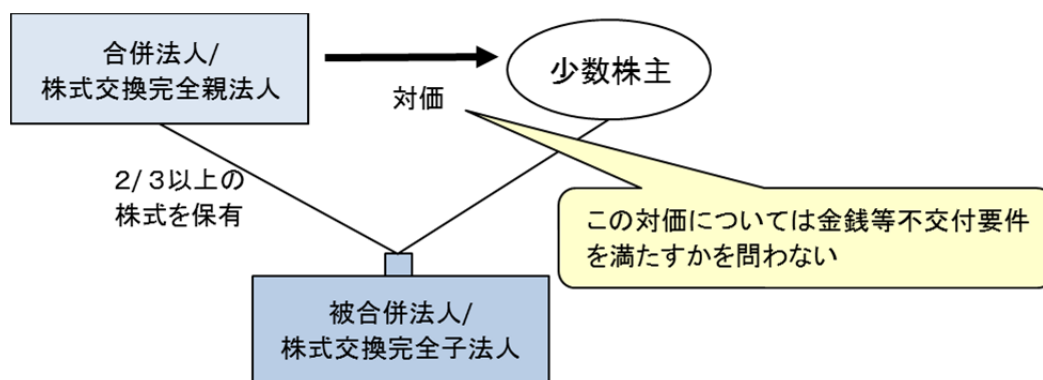 合併法人/
株式交換完全親法人
少数株主
対価
2/3以上の
株式を保有
この対価については金銭等不交付要件
を満たすかを問わない
被合併法人/
株式交換完全子法人